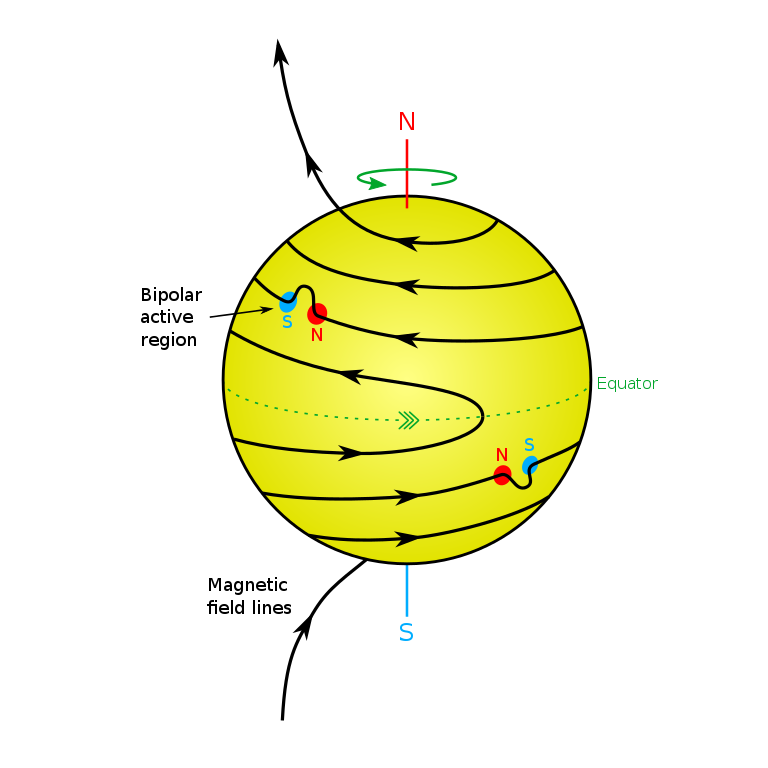 N
Bipolar
active
region
S
N
Equator
N
S
Magnetic
field lines
S